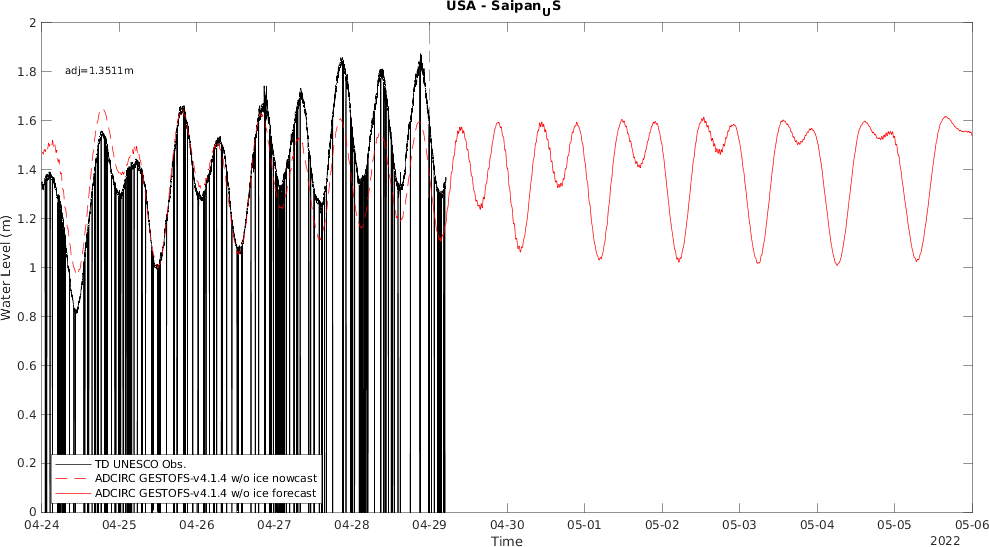 USA - Saipan_US
2
1.8
1.6
1.4
1.2
1
0.8
0.6
0.4
0.2
0
Water Level (m)
adj=1.3511m
TD UNESCO Obs.
ADCIRC GESTOFS-v4.1.4 w/o ice nowcast
ADCIRC GESTOFS-v4.1.4 w/o ice forecast
04-24 04-25 04-26 04-27 04-28 04-29 04-30 05-01 05-02 05-03 05-04 05-05 05-06
Time
2022